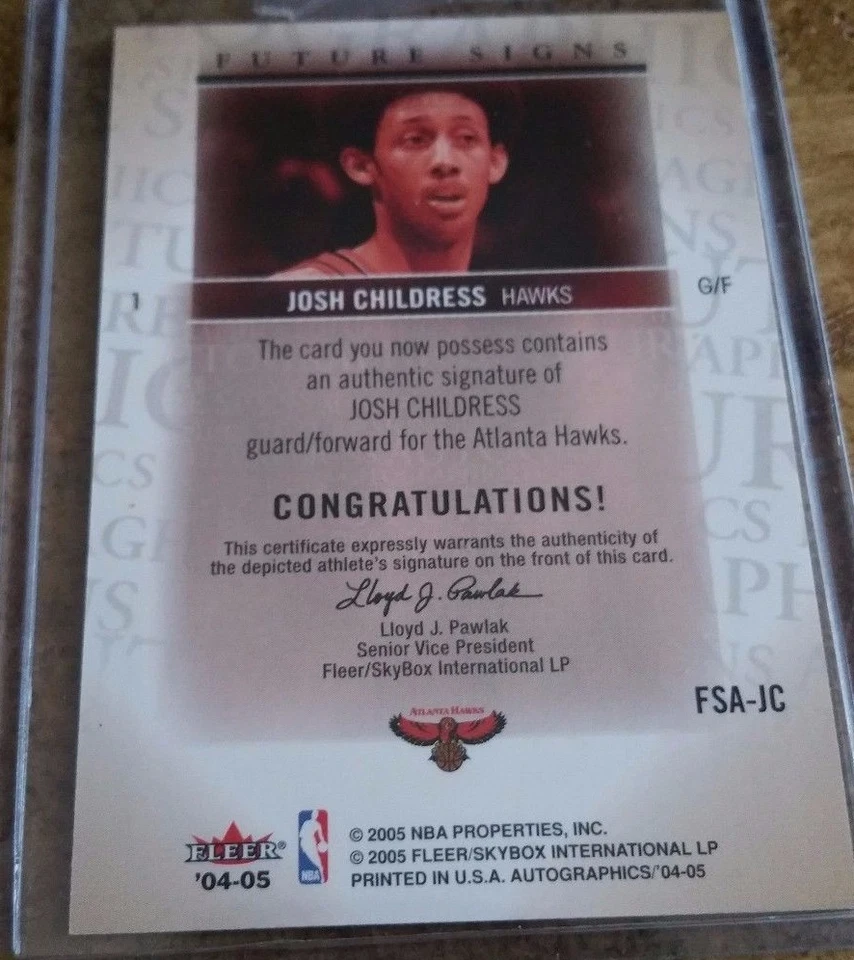 FUTURE SIGNS
1
JOSH CHILDRESS HAWKS
G/F
The card you now possess contains
an authentic signature of
JOSH CHILDRESS
guard/forward for the Atlanta Hawks.
CONGRATULATIONS!
This certificate expressly warrants the authenticity of
the depicted athlete's signature on the front of this card.
Lloyd J. Pawlak
Lloyd J. Pawlak
Senior Vice President
Fleer/SkyBox International LP
FSA-JC
ATLANTA HAWKS
FLEER®
'04-05
NBA
© 2005 NBA PROPERTIES, INC.
© 2005 FLEER/SKYBOX INTERNATIONAL LP
PRINTED IN U.S.A. AUTOGRAPHICS/'04-05